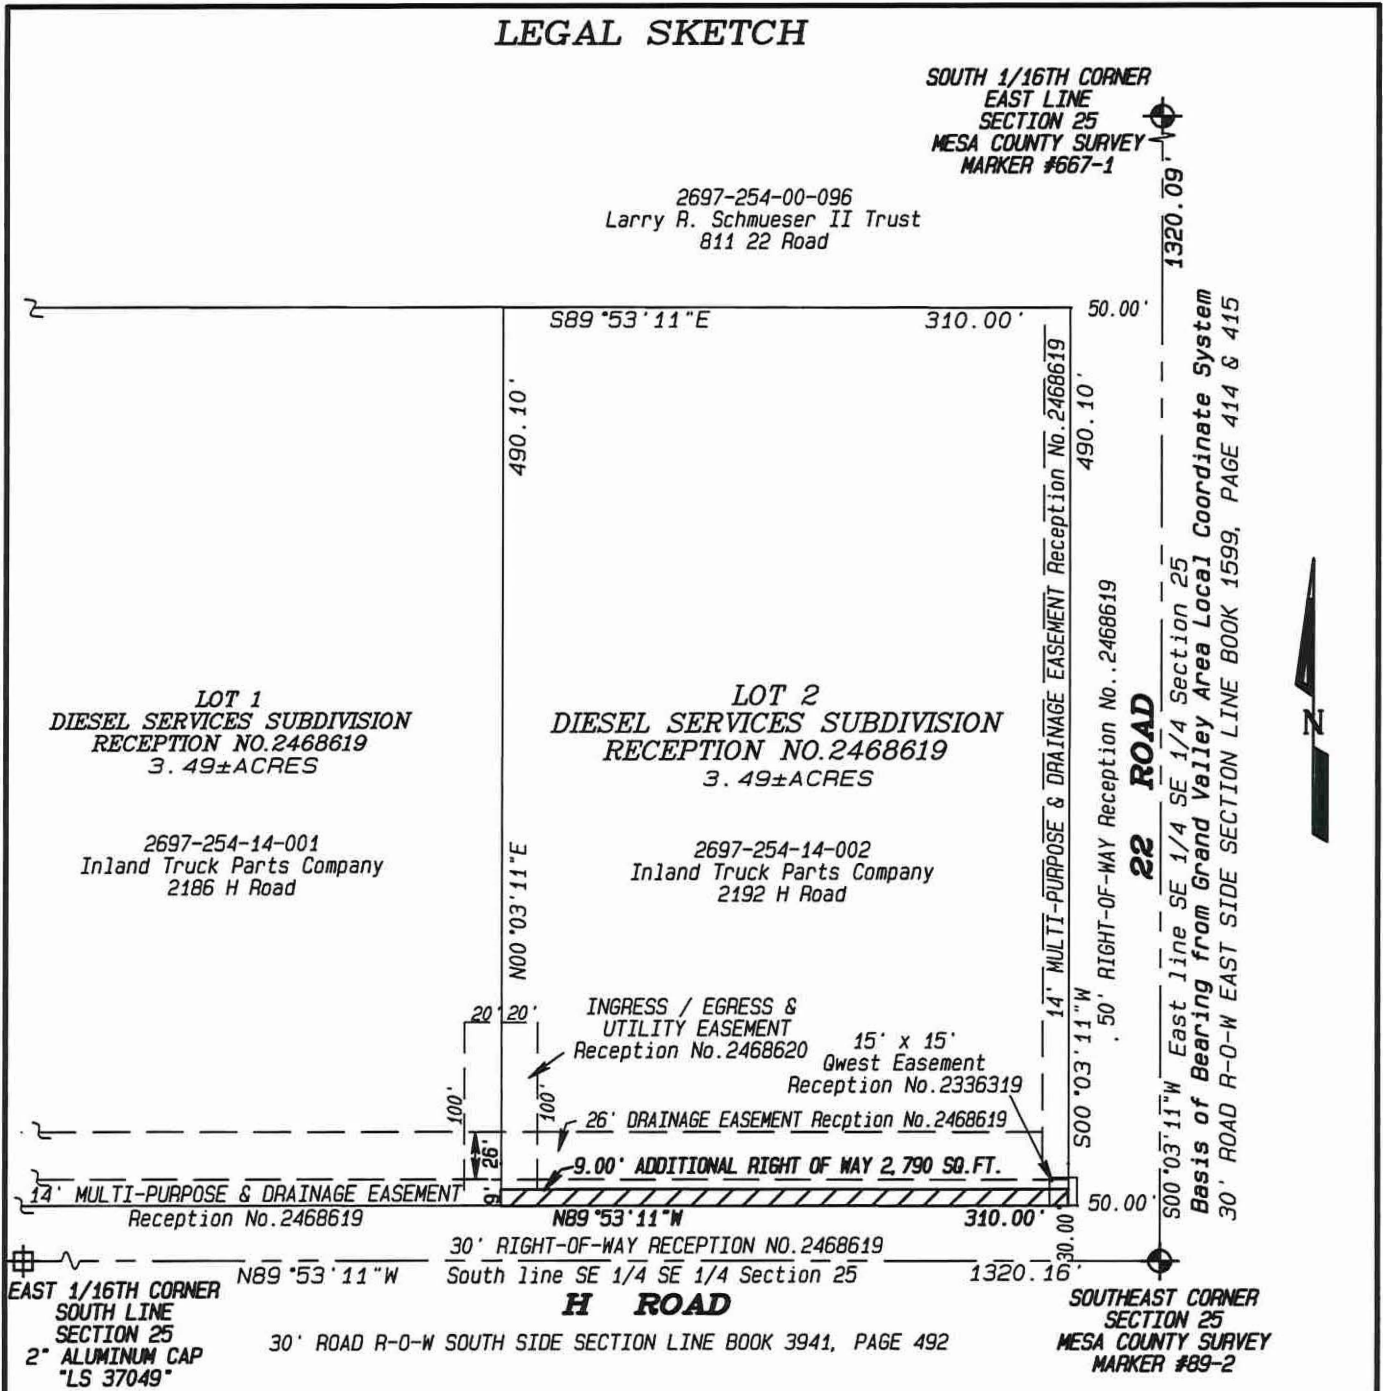 LEGAL SKETCH
SOUTH 1/16TH CORNER
EAST LINE
SECTION 25
MESA COUNTY SURVEY
MARKER #667-1
1320.09'
2697-254-00-096
Larry R. Schmueser II Trust
811 22 Road
S89°53'11"E
310.00'
50.00'
490.10'
490.10'
14' MULTI-PURPOSE & DRAINAGE EASEMENT Reception No.2468619
LOT 1
DIESEL SERVICES SUBDIVISION
RECEPTION NO.2468619
3.49±ACRES
2697-254-14-001
Inland Truck Parts Company
2186 H Road
LOT 2
DIESEL SERVICES SUBDIVISION
RECEPTION NO.2468619
3.49±ACRES
2697-254-14-002
Inland Truck Parts Company
2192 H Road
N00°03'11"E
S00°03'11"W
50' RIGHT-OF-WAY Reception No..2468619
22 ROAD
S00°03'11"W East line SE 1/4 SE 1/4 Section 25
Basis of Bearing from Grand Valley Area Local Coordinate System
30' ROAD R-O-W EAST SIDE SECTION LINE BOOK 1599, PAGE 414 & 415
N
20' 20'
INGRESS / EGRESS &
UTILITY EASEMENT
Reception No.2468620
15' x 15'
Qwest Easement
Reception No.2336319
100'
100'
26' DRAINAGE EASEMENT Recption No.2468619
26'
9.00' ADDITIONAL RIGHT OF WAY 2,790 SQ.FT.
14' MULTI-PURPOSE & DRAINAGE EASEMENT
Reception No.2468619
9'
N89°53'11"W
310.00'
50.00'
30.00'
30' RIGHT-OF-WAY RECEPTION NO.2468619
N89°53'11"W
South line SE 1/4 SE 1/4 Section 25
1320.16'
H ROAD
30' ROAD R-O-W SOUTH SIDE SECTION LINE BOOK 3941, PAGE 492
EAST 1/16TH CORNER
SOUTH LINE
SECTION 25
2" ALUMINUM CAP
"LS 37049"
SOUTHEAST CORNER
SECTION 25
MESA COUNTY SURVEY
MARKER #89-2